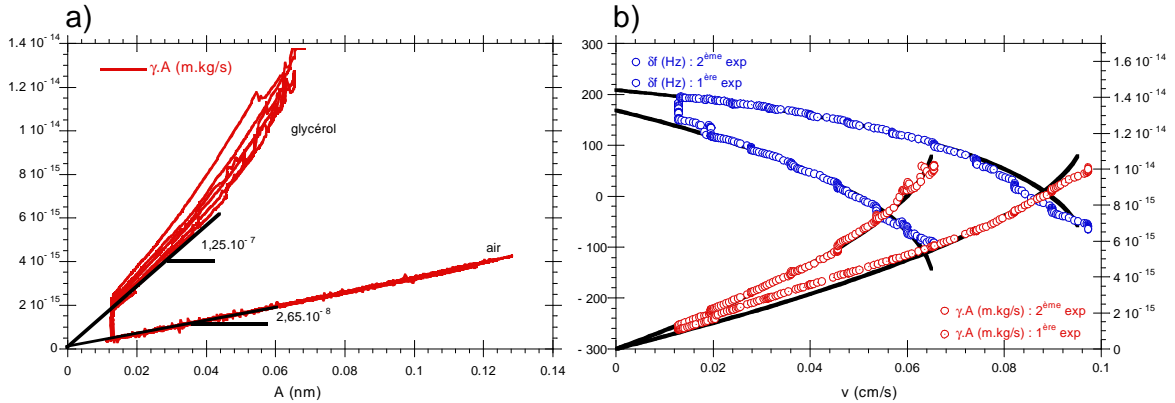 a)
1.4 10⁻¹⁴
1.2 10⁻¹⁴
1 10⁻¹⁴
8 10⁻¹⁵
6 10⁻¹⁵
4 10⁻¹⁵
2 10⁻¹⁵
0
γ.A (m.kg/s)
glycérol
1,25.10⁻⁷
air
2,65.10⁻⁸
0 0.02 0.04 0.06 0.08 0.1 0.12 0.14
A (nm)
b)
300
200
100
0
- 100
- 200
- 300
δf (Hz) : 2ème exp
δf (Hz) : 1ère exp
1.6 10⁻¹⁴
1.4 10⁻¹⁴
1.2 10⁻¹⁴
1 10⁻¹⁴
8 10⁻¹⁵
6 10⁻¹⁵
4 10⁻¹⁵
2 10⁻¹⁵
0
γ.A (m.kg/s) : 2ème exp
γ.A (m.kg/s) : 1ère exp
0 0.02 0.04 0.06 0.08 0.1
v (cm/s)